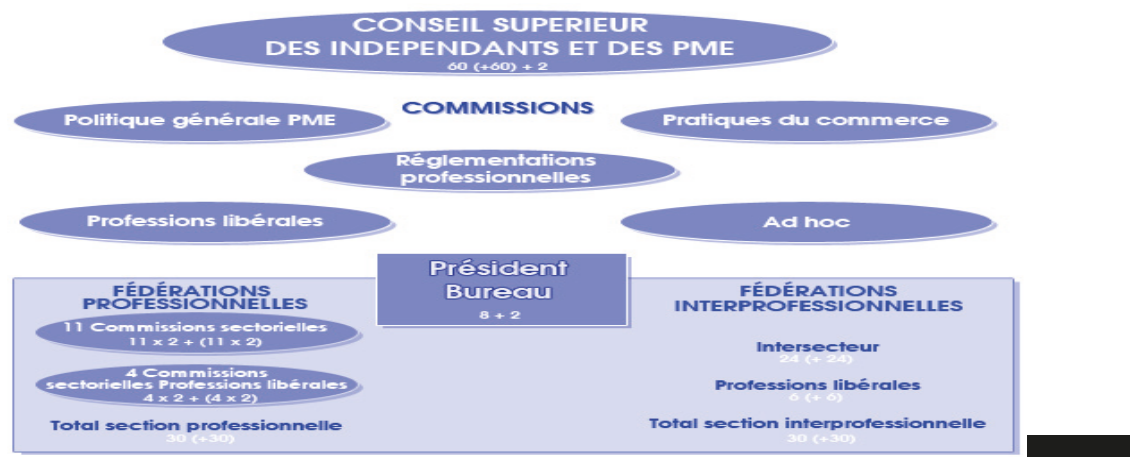 CONSEIL SUPERIEUR
DES INDEPENDANTS ET DES PME
60 (+60) + 2
COMMISSIONS
Politique générale PME
Pratiques du commerce
Réglementations
professionnelles
Professions libérales
Ad hoc
Président
Bureau
8 + 2
FÉDÉRATIONS
PROFESSIONNELLES
11 Commissions sectorielles
11 x 2 + (11 x 2)
4 Commissions
sectorielles Professions libérales
4 x 2 + (4 x 2)
Total section professionnelle
30 (+30)
FÉDÉRATIONS
INTERPROFESSIONNELLES
Intersecteur
24 (+ 24)
Professions libérales
6 (+ 6)
Total section interprofessionnelle
30 (+30)